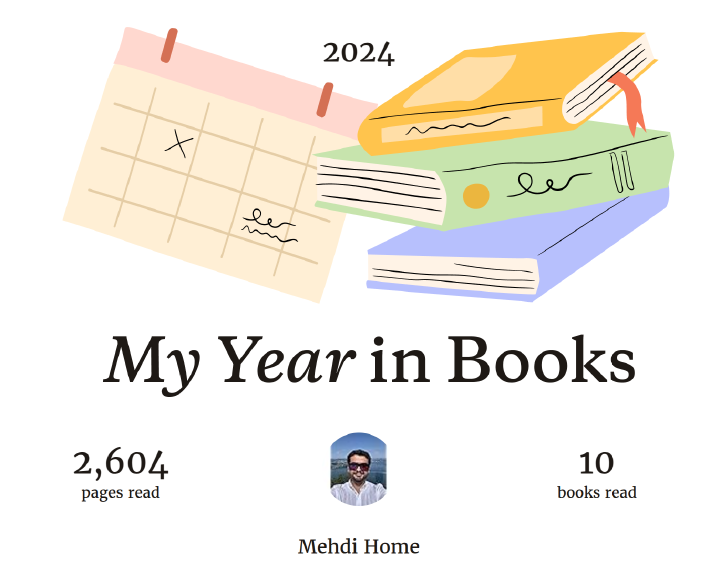 2024
My Year in Books
2,604
pages read
10
books read
Mehdi Home